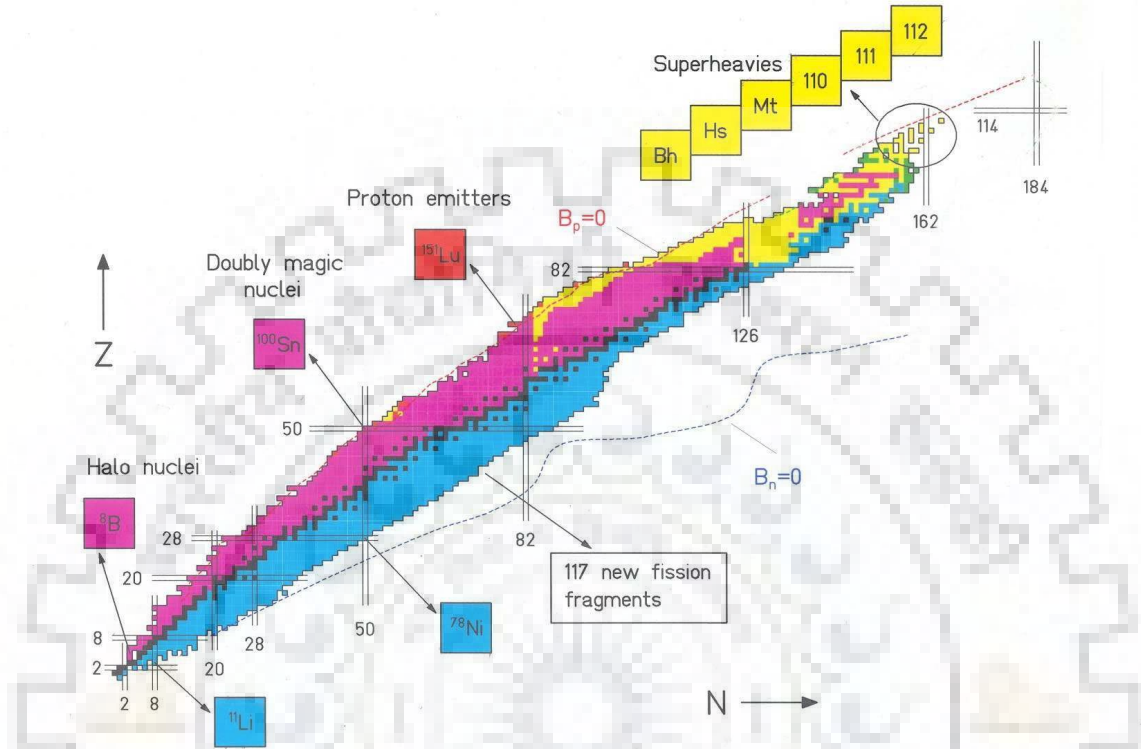 112
111
110
Mt
Hs
Bh
Superheavies
114
184
162
Proton emitters
¹⁵¹Lu
Bₚ=0
82
126
Doubly magic
nuclei
¹⁰⁰Sn
Z
50
Bₙ=0
Halo nuclei
⁸B
28
20
8
2
82
117 new fission
fragments
50
⁷⁸Ni
28
20
2
8
¹¹Li
N